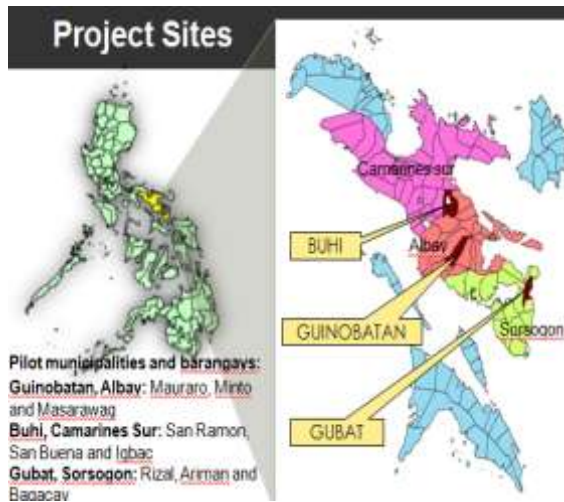 Project Sites
Camarines sur
BUHI
Albay
GUINOBATAN
Sorsogon
GUBAT
Pilot municipalities and barangays:
Guinobatan, Albay: Mauraro, Minto
and Masarawag
Buhi, Camarines Sur: San Ramon,
San Buena and Igbac
Gubat, Sorsogon: Rizal, Ariman and
Bagacay